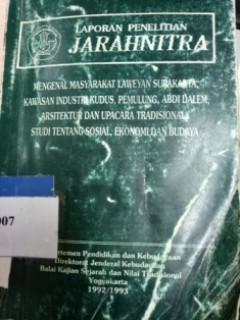 LAPORAN PENELITIAN
JARAHNITRA
MENGENAL MASYARAKAT LAWEYAN SURAKARTA,
KAWASAN INDUSTRI KUDUS, PEMULUNG, ABDI DALEM,
ARSITEKTUR DAN UPACARA TRADISIONAL
STUDI TENTANG SOSIAL, EKONOMI DAN BUDAYA
007
Departemen Pendidikan dan Kebudayaan
Direktorat Jenderal Kebudayaan
Balai Kajian Sejarah dan Nilai Tradisional
Yogyakarta
1992/1993